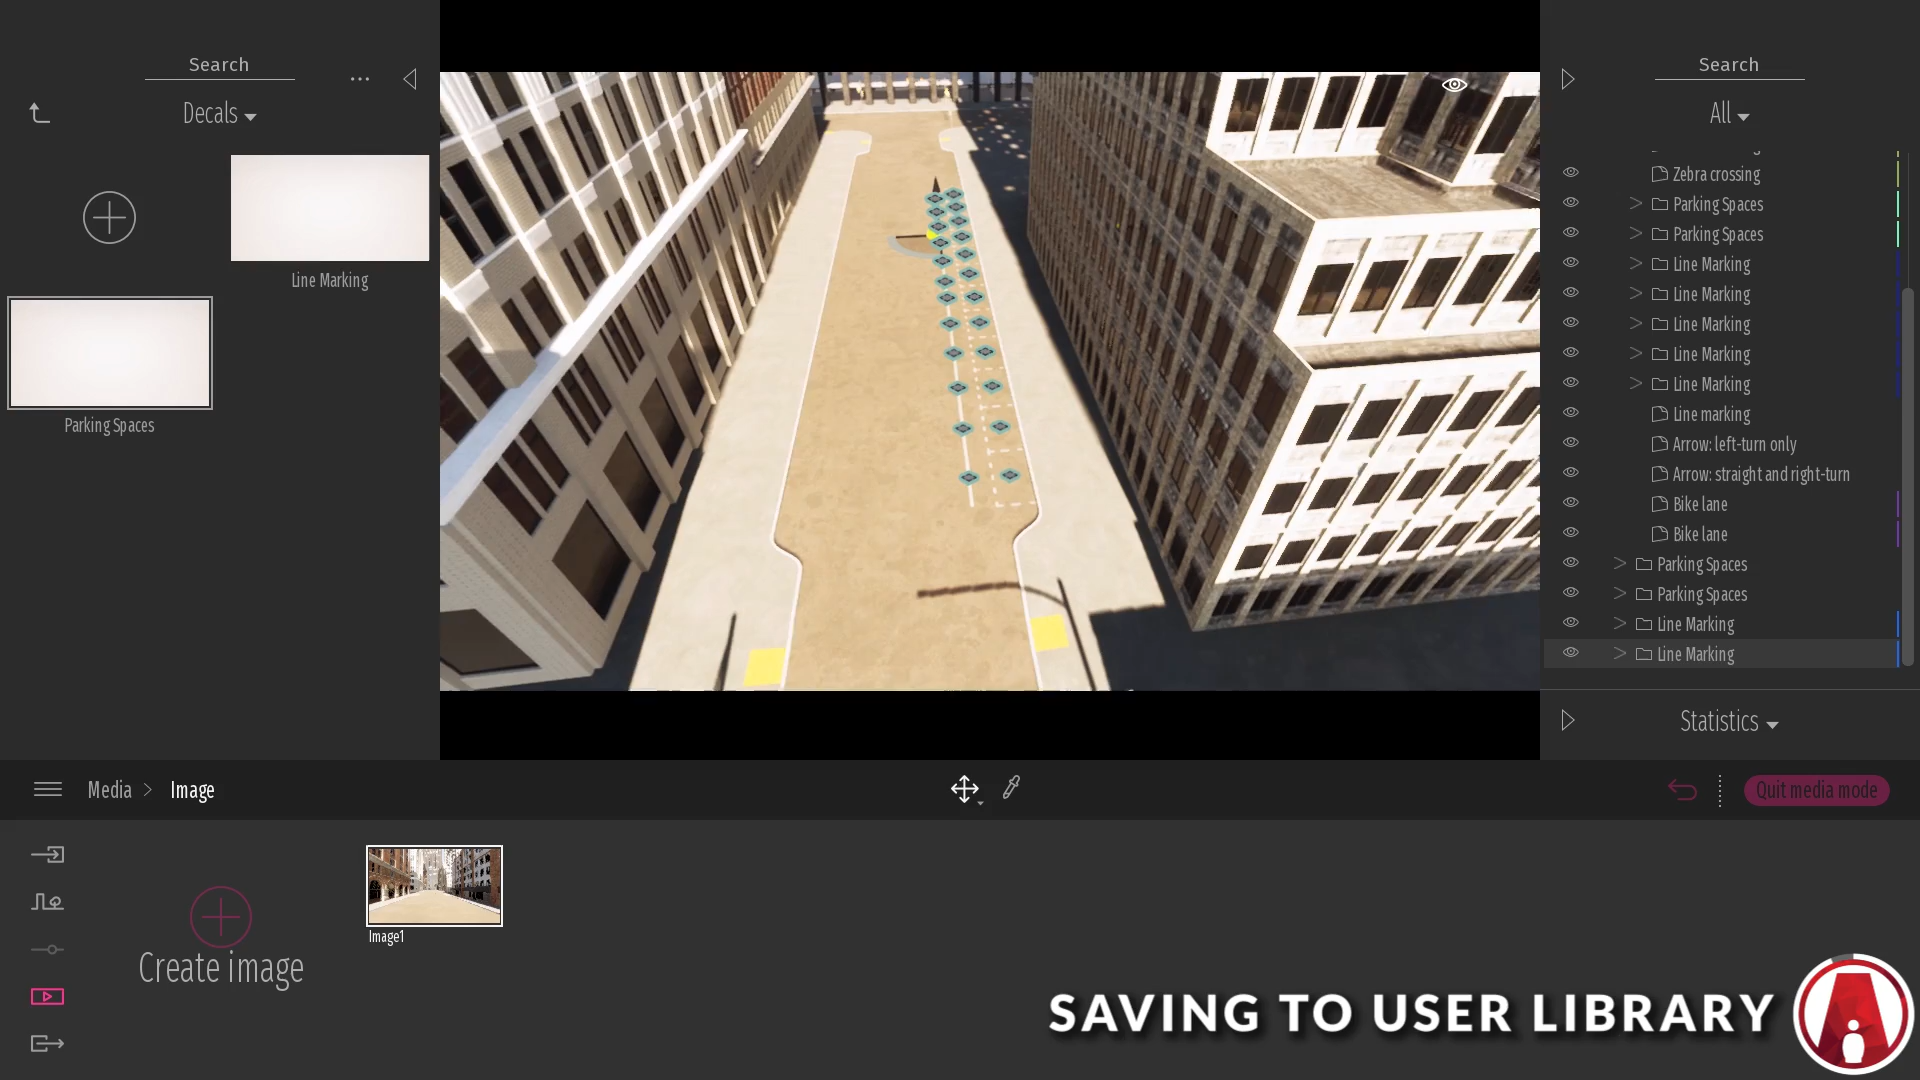 Search
Decals
Line Marking
Parking Spaces
Search
All
Zebra crossing
Parking Spaces
Parking Spaces
Line Marking
Line Marking
Line Marking
Line Marking
Line Marking
Line marking
Arrow: left-turn only
Arrow: straight and right-turn
Bike lane
Bike lane
Parking Spaces
Parking Spaces
Line Marking
Line Marking
Statistics
Media > Image
Quit media mode
Create image
Image1
SAVING TO USER LIBRARY